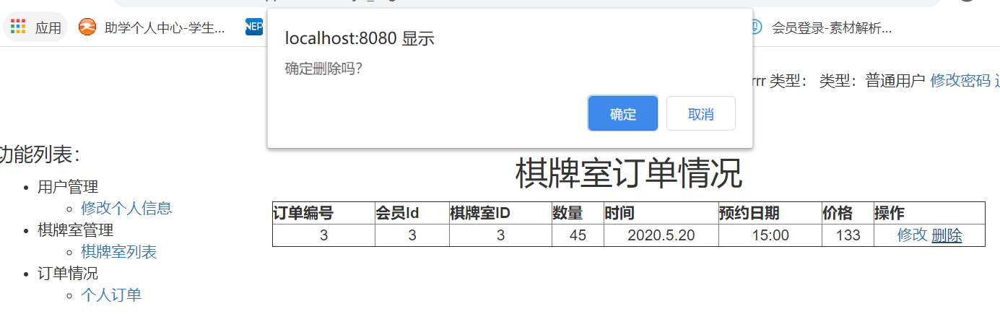 应用
助学个人中心-学生...
NEP
会员登录-素材解析...
localhost:8080 显示
确定删除吗?
确定
取消
rrr 类型: 类型: 普通用户 修改密码
功能列表:
用户管理
修改个人信息
棋牌室管理
棋牌室列表
订单情况
个人订单
棋牌室订单情况
订单编号 会员Id 棋牌室ID 数量 时间 预约日期 价格 操作
3 3 3 45 2020.5.20 15:00 133 修改 删除